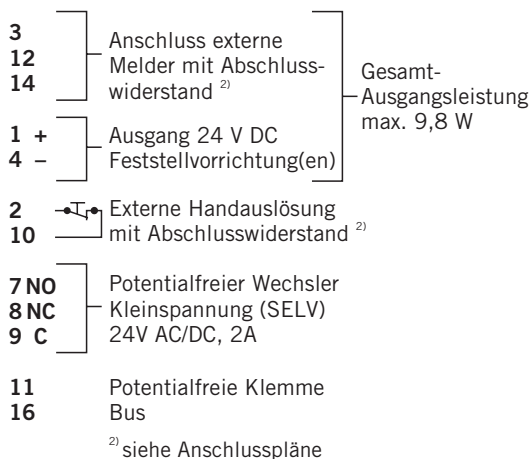 3
12
14
Anschluss externe
Melder mit Abschluss-
widerstand 2)
Gesamt-
Ausgangsleistung
max. 9,8 W
1 +
4 –
Ausgang 24 V DC
Feststellvorrichtung(en)
2
10
Externe Handauslösung
mit Abschlusswiderstand 2)
7 NO
8 NC
9 C
Potentialfreier Wechsler
Kleinspannung (SELV)
24V AC/DC, 2A
11 Potentialfreie Klemme
16 Bus
2) siehe Anschlusspläne